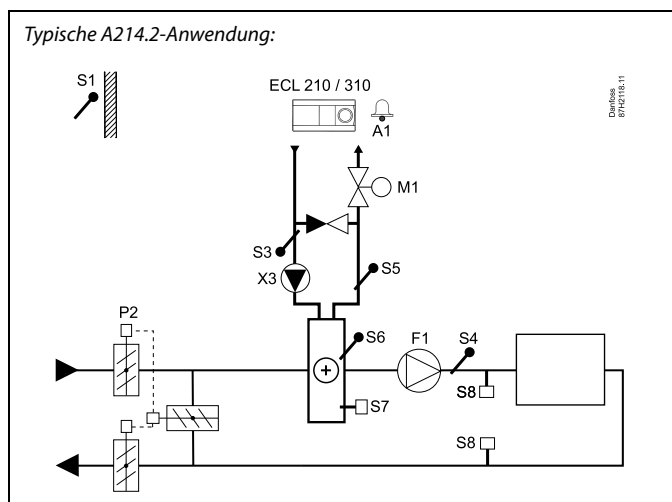 Typische A214.2-Anwendung:
S1
ECL 210 / 310
A1
Danfoss
87H2118.11
M1
S3
S5
X3
P2
S6
F1
S4
S8
S7
S8